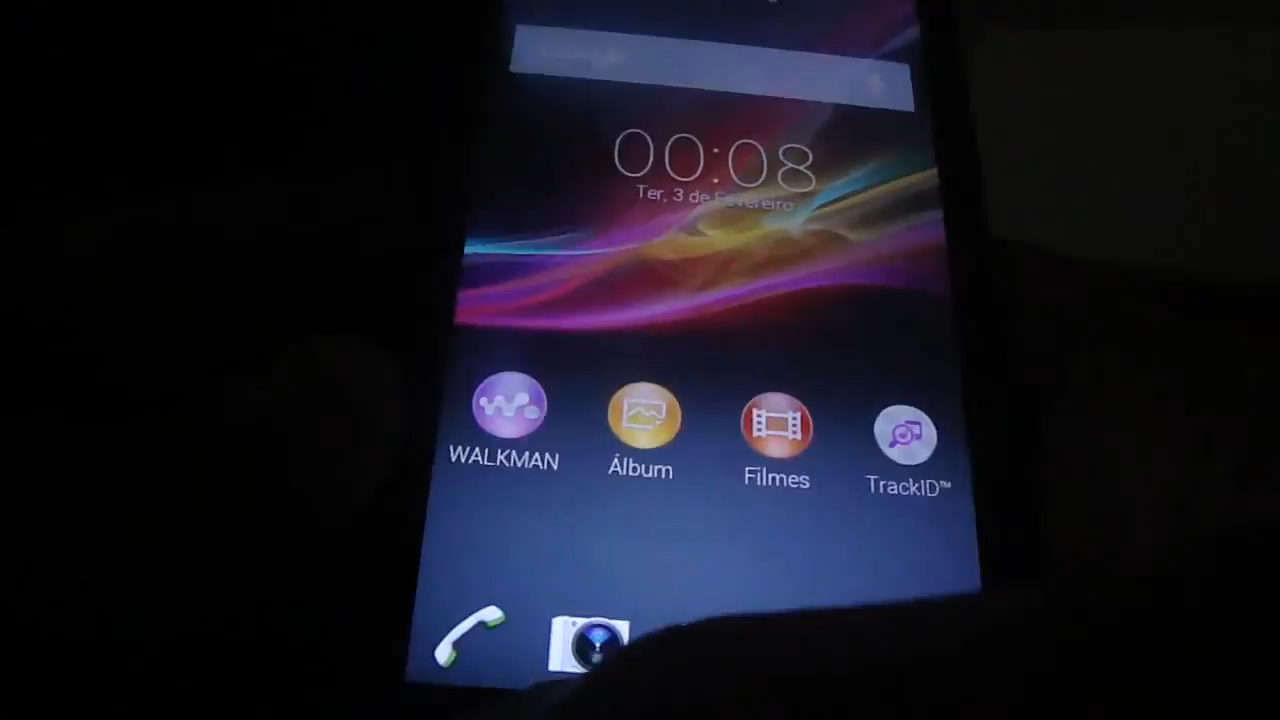 00:08
Ter, 3 de Fevereiro
WALKMAN
Álbum
Filmes
TrackID™